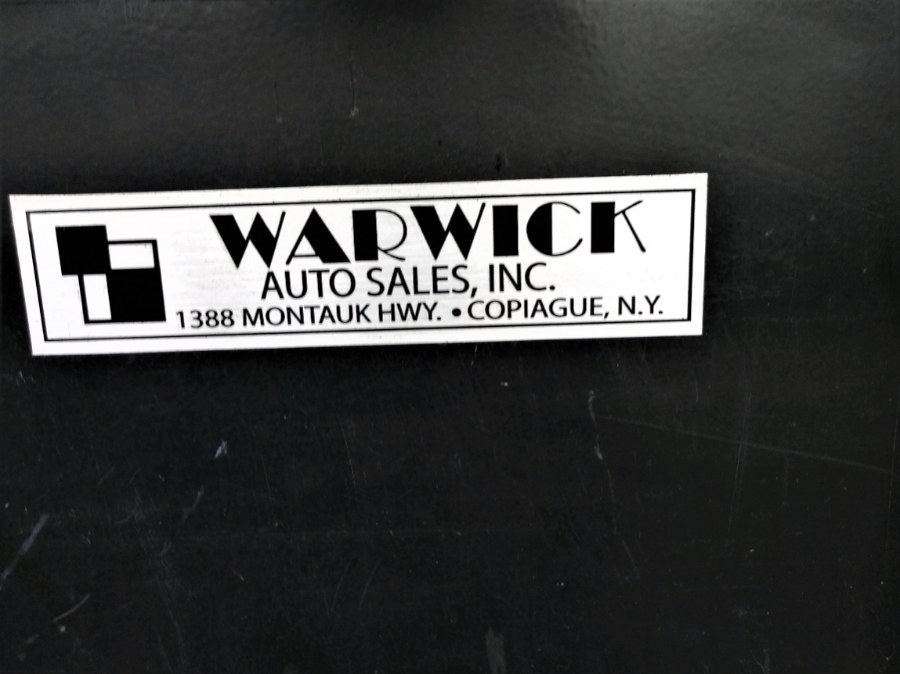 WARWICK
AUTO SALES, INC.
1388 MONTAUK HWY. • COPIAGUE, N.Y.